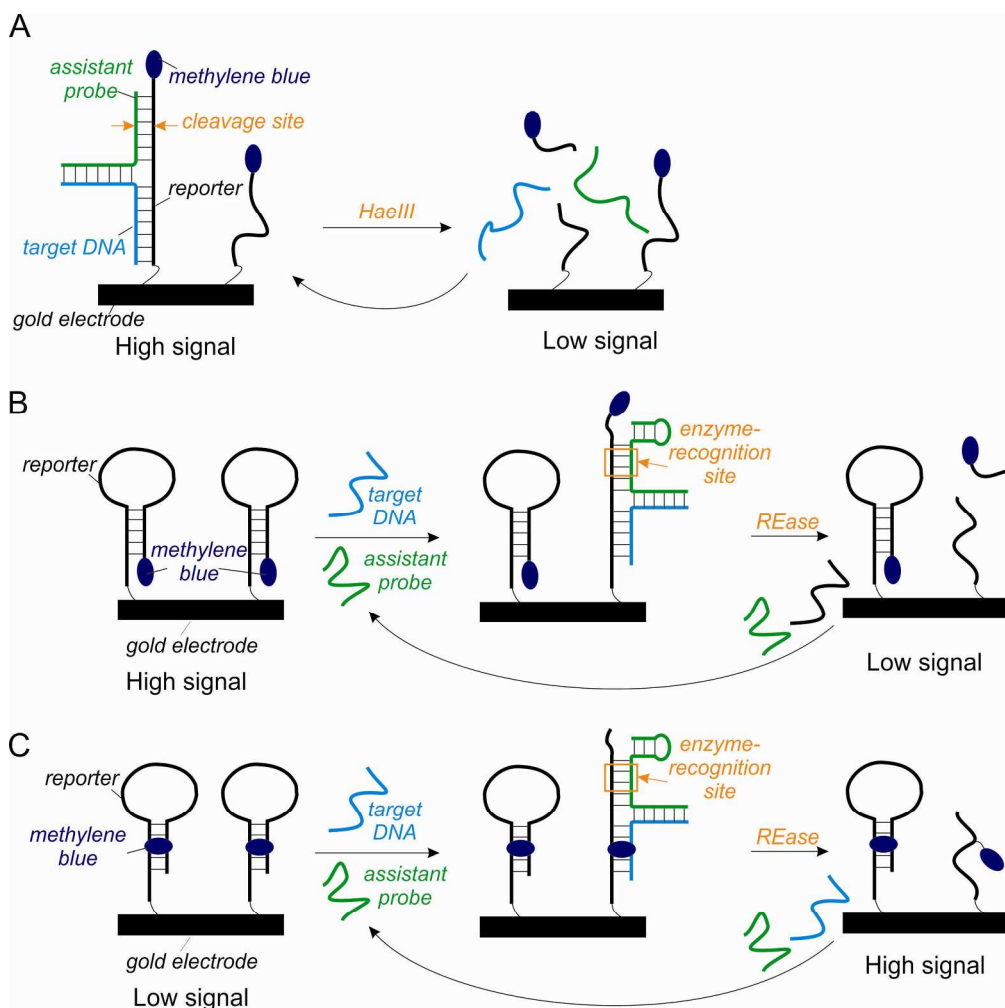 A
assistant
probe
methylene blue
cleavage site
reporter
HaeIII
target DNA
gold electrode
High signal
Low signal
B
reporter
methylene
blue
gold electrode
High signal
target
DNA
assistant
probe
enzyme-
recognition
site
REase
Low signal
C
reporter
methylene
blue
gold electrode
Low signal
target
DNA
assistant
probe
enzyme-
recognition
site
REase
High signal